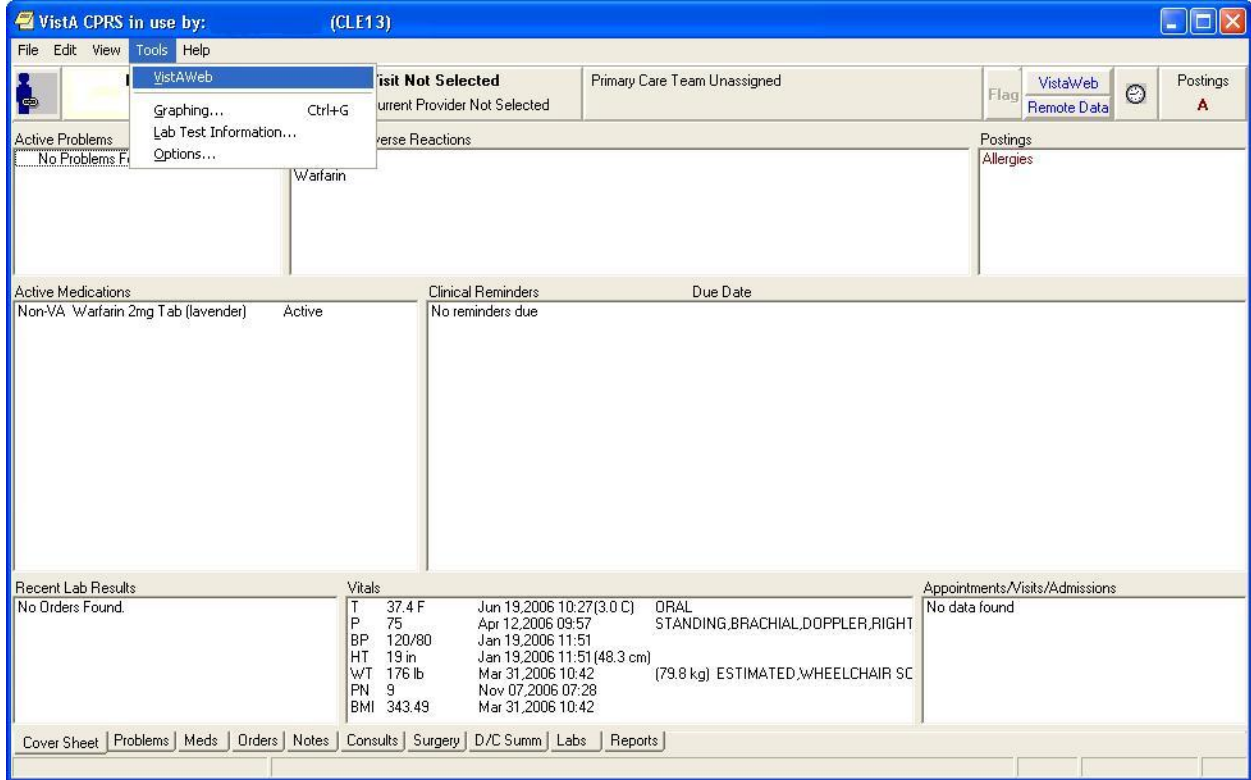 VistA CPRS in use by: (CLE13)
File Edit View Tools Help
VistAWeb
Graphing... Ctrl+G
Lab Test Information...
Options...
isit Not Selected
urrent Provider Not Selected
Primary Care Team Unassigned
Flag
VistaWeb
Remote Data
Postings
A
Active Problems
No Problems F
verse Reactions
Warfarin
Postings
Allergies
Active Medications
Non-VA Warfarin 2mg Tab (lavender) Active
Clinical Reminders Due Date
No reminders due
Recent Lab Results
No Orders Found.
Vitals
T 37.4 F Jun 19,2006 10:27(3.0 C) ORAL
P 75 Apr 12,2006 09:57 STANDING,BRACHIAL,DOPPLER,RIGHT
BP 120/80 Jan 19,2006 11:51
HT 19 in Jan 19,2006 11:51(48.3 cm)
WT 176 lb Mar 31,2006 10:42 (79.8 kg) ESTIMATED,WHEELCHAIR SC
PN 9 Nov 07,2006 07:28
BMI 343.49 Mar 31,2006 10:42
Appointments/Visits/Admissions
No data found
Cover Sheet Problems Meds Orders Notes Consults Surgery D/C Summ Labs Reports